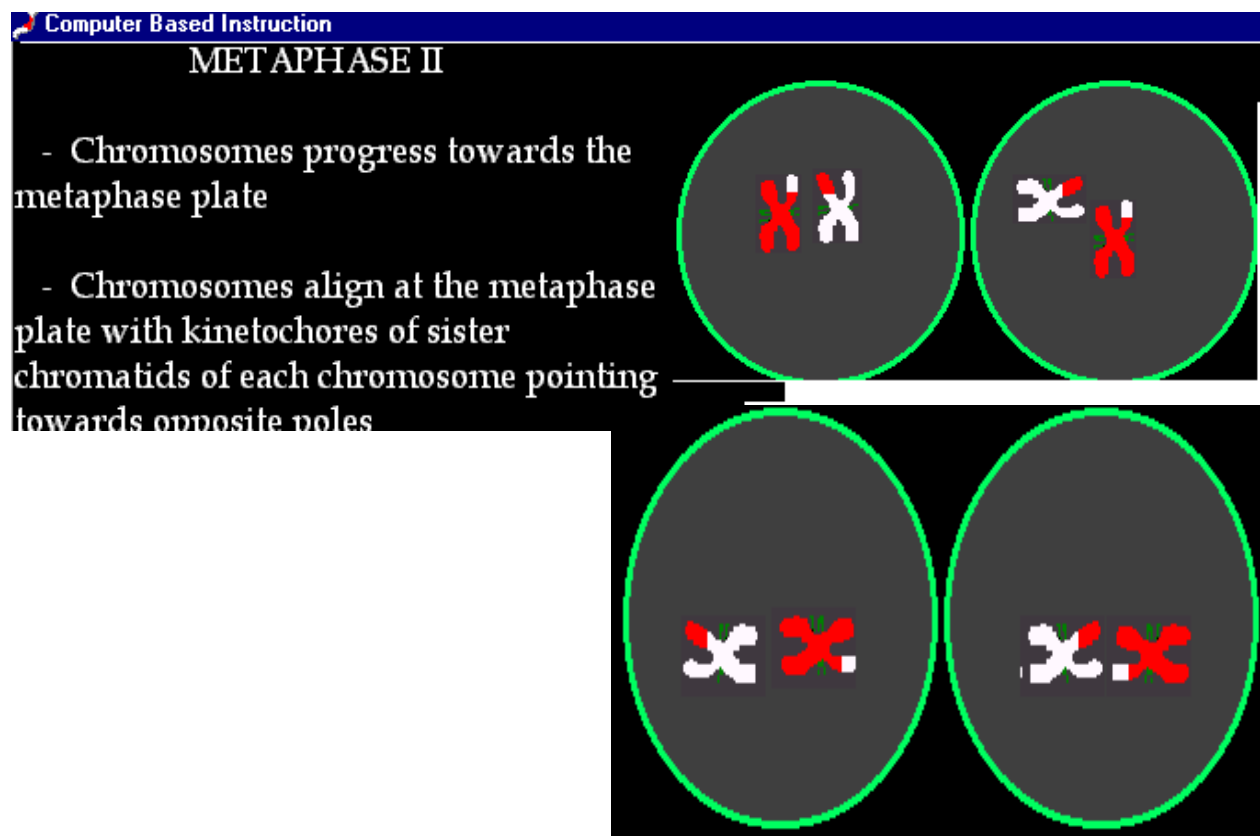 Computer Based Instruction
METAPHASE II
- Chromosomes progress towards the
metaphase plate
- Chromosomes align at the metaphase
plate with kinetochores of sister
chromatids of each chromosome pointing
towards opposite poles